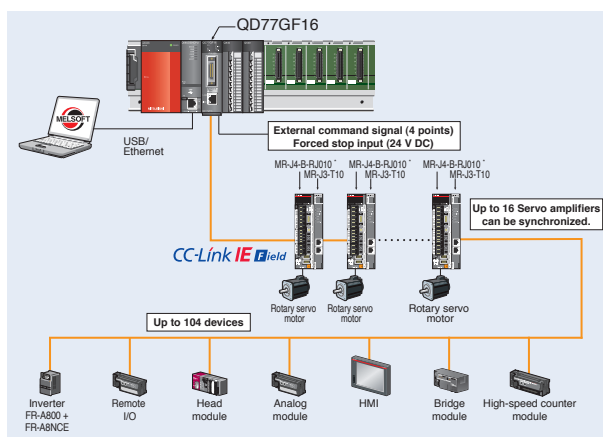 QD77GF16
MITSUBISHI
MELSOFT
USB/
Ethernet
External command signal (4 points)
Forced stop input (24 V DC)
MR-J4-B-RJ010 *
MR-J3-T10
MR-J4-B-RJ010 *
MR-J3-T10
MR-J4-B-RJ010 *
MR-J3-T10
Up to 16 Servo amplifiers
can be synchronized.
CC-Link IE Field
Rotary servo
motor
Rotary servo
motor
Rotary servo
motor
Up to 104 devices
Inverter
FR-A800 +
FR-A8NCE
Remote
I/O
Head
module
Analog
module
HMI
Bridge
module
High-speed counter
module